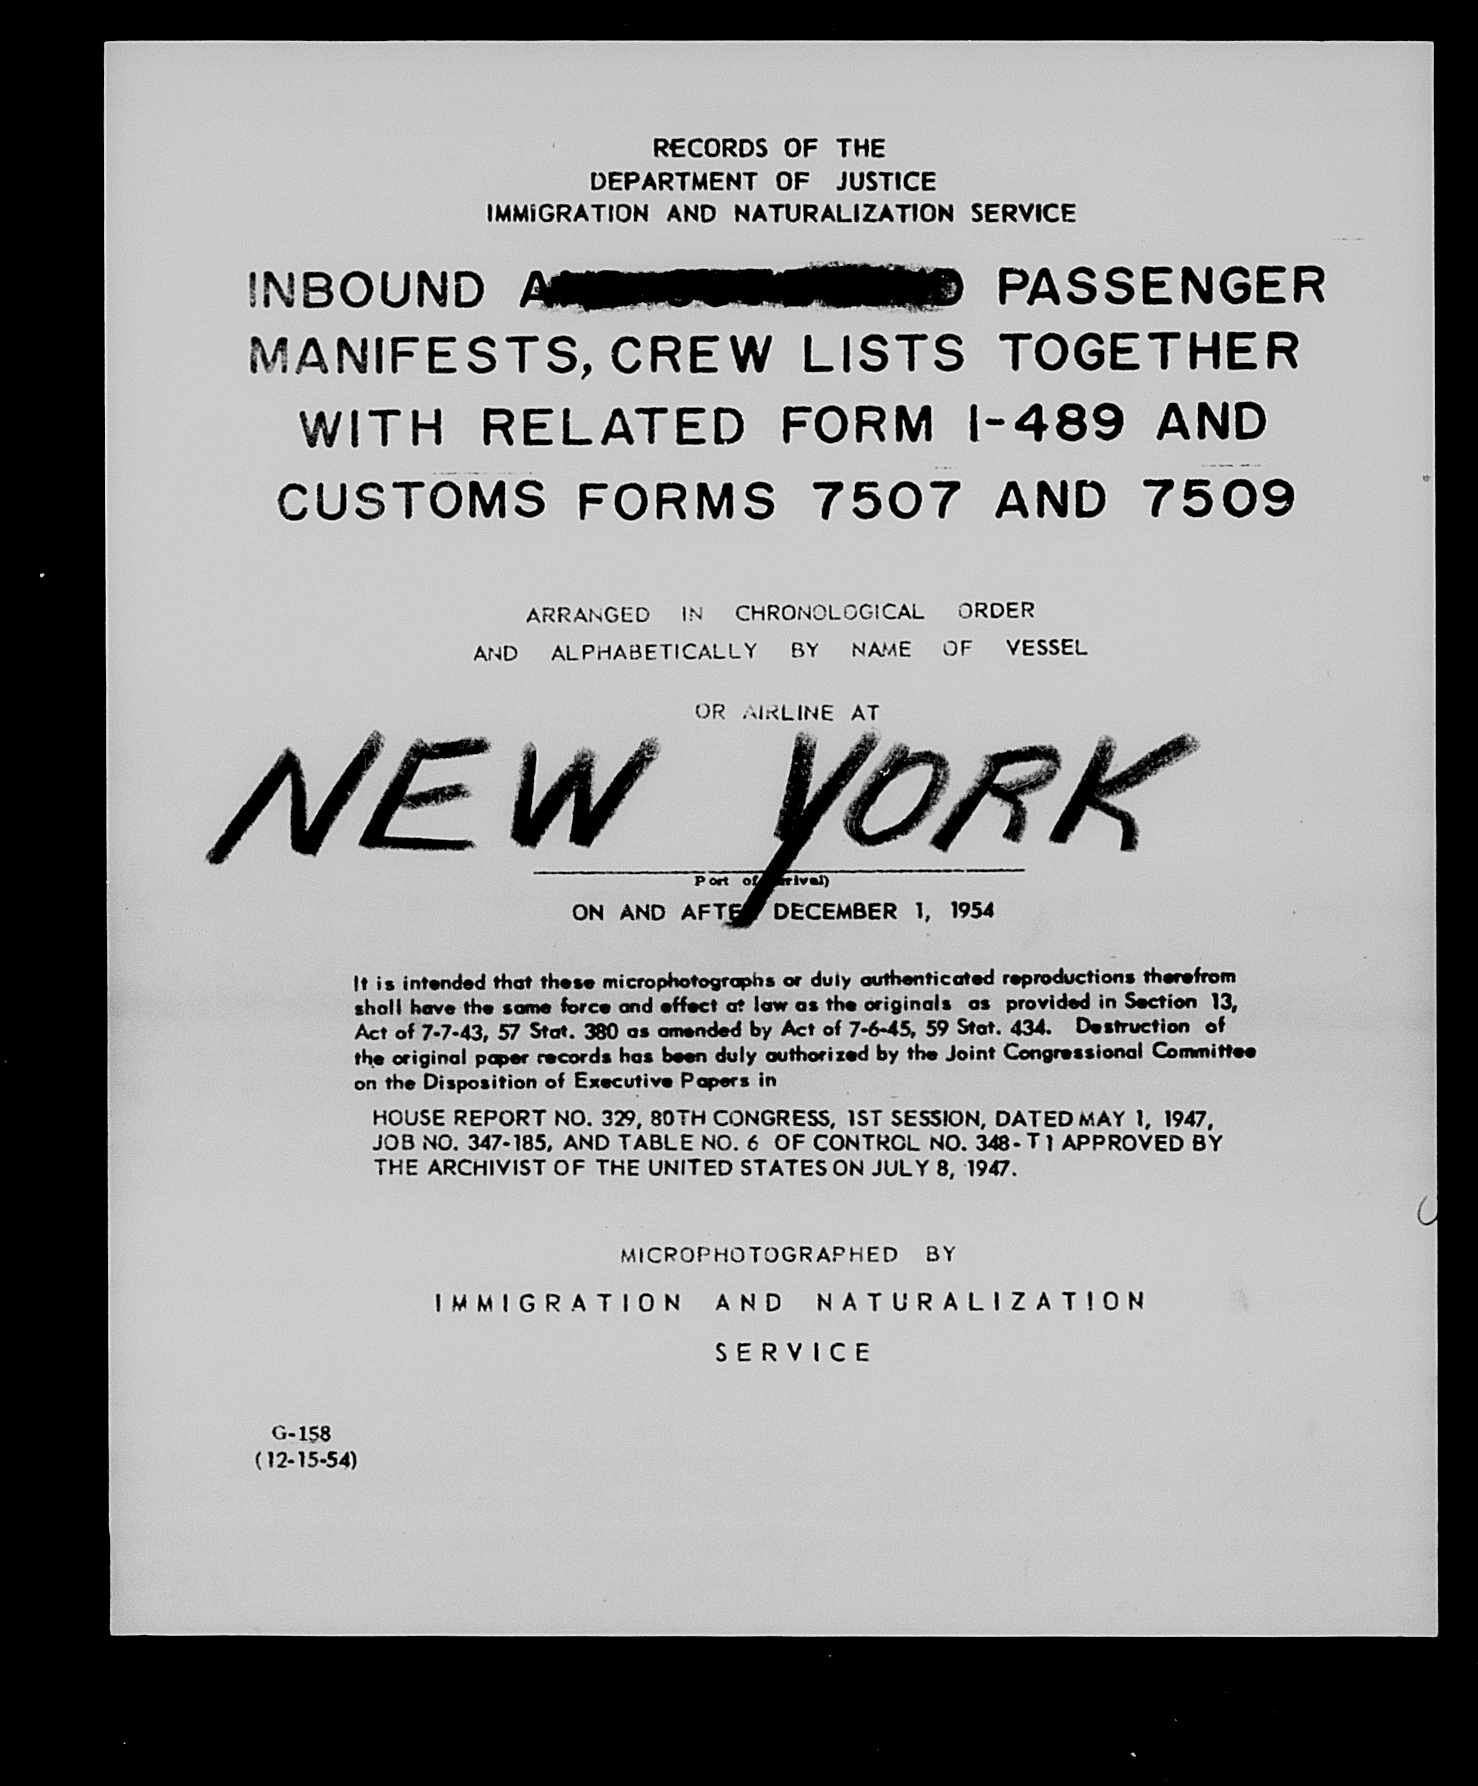 RECORDS OF THE
DEPARTMENT OF JUSTICE
IMMIGRATION AND NATURALIZATION SERVICE
INBOUND PASSENGER
MANIFESTS, CREW LISTS TOGETHER
WITH RELATED FORM I-489 AND
CUSTOMS FORMS 7507 AND 7509
ARRANGED IN CHRONOLOGICAL ORDER
AND ALPHABETICALLY BY NAME OF VESSEL
OR AIRLINE AT
NEW YORK
Port of
ON AND AFTER DECEMBER 1, 1954
It is intended that these microphotographs or duly authenticated reproductions therefrom
shall have the same force and effect at law as the originals as provided in Section 13,
Act of 7-7-43, 57 Stat. 380 as amended by Act of 7-6-45, 59 Stat. 434. Destruction of
the original paper records has been duly authorized by the Joint Congressional Committee
on the Disposition of Executive Papers in
HOUSE REPORT NO. 329, 80TH CONGRESS, 1ST SESSION, DATED MAY 1, 1947,
JOB NO. 347-185, AND TABLE NO. 6 OF CONTROL NO. 348-T1 APPROVED BY
THE ARCHIVIST OF THE UNITED STATES ON JULY 8, 1947.
MICROPHOTOGRAPHED BY
IMMIGRATION AND NATURALIZATION
SERVICE
G-158
(12-15-54)